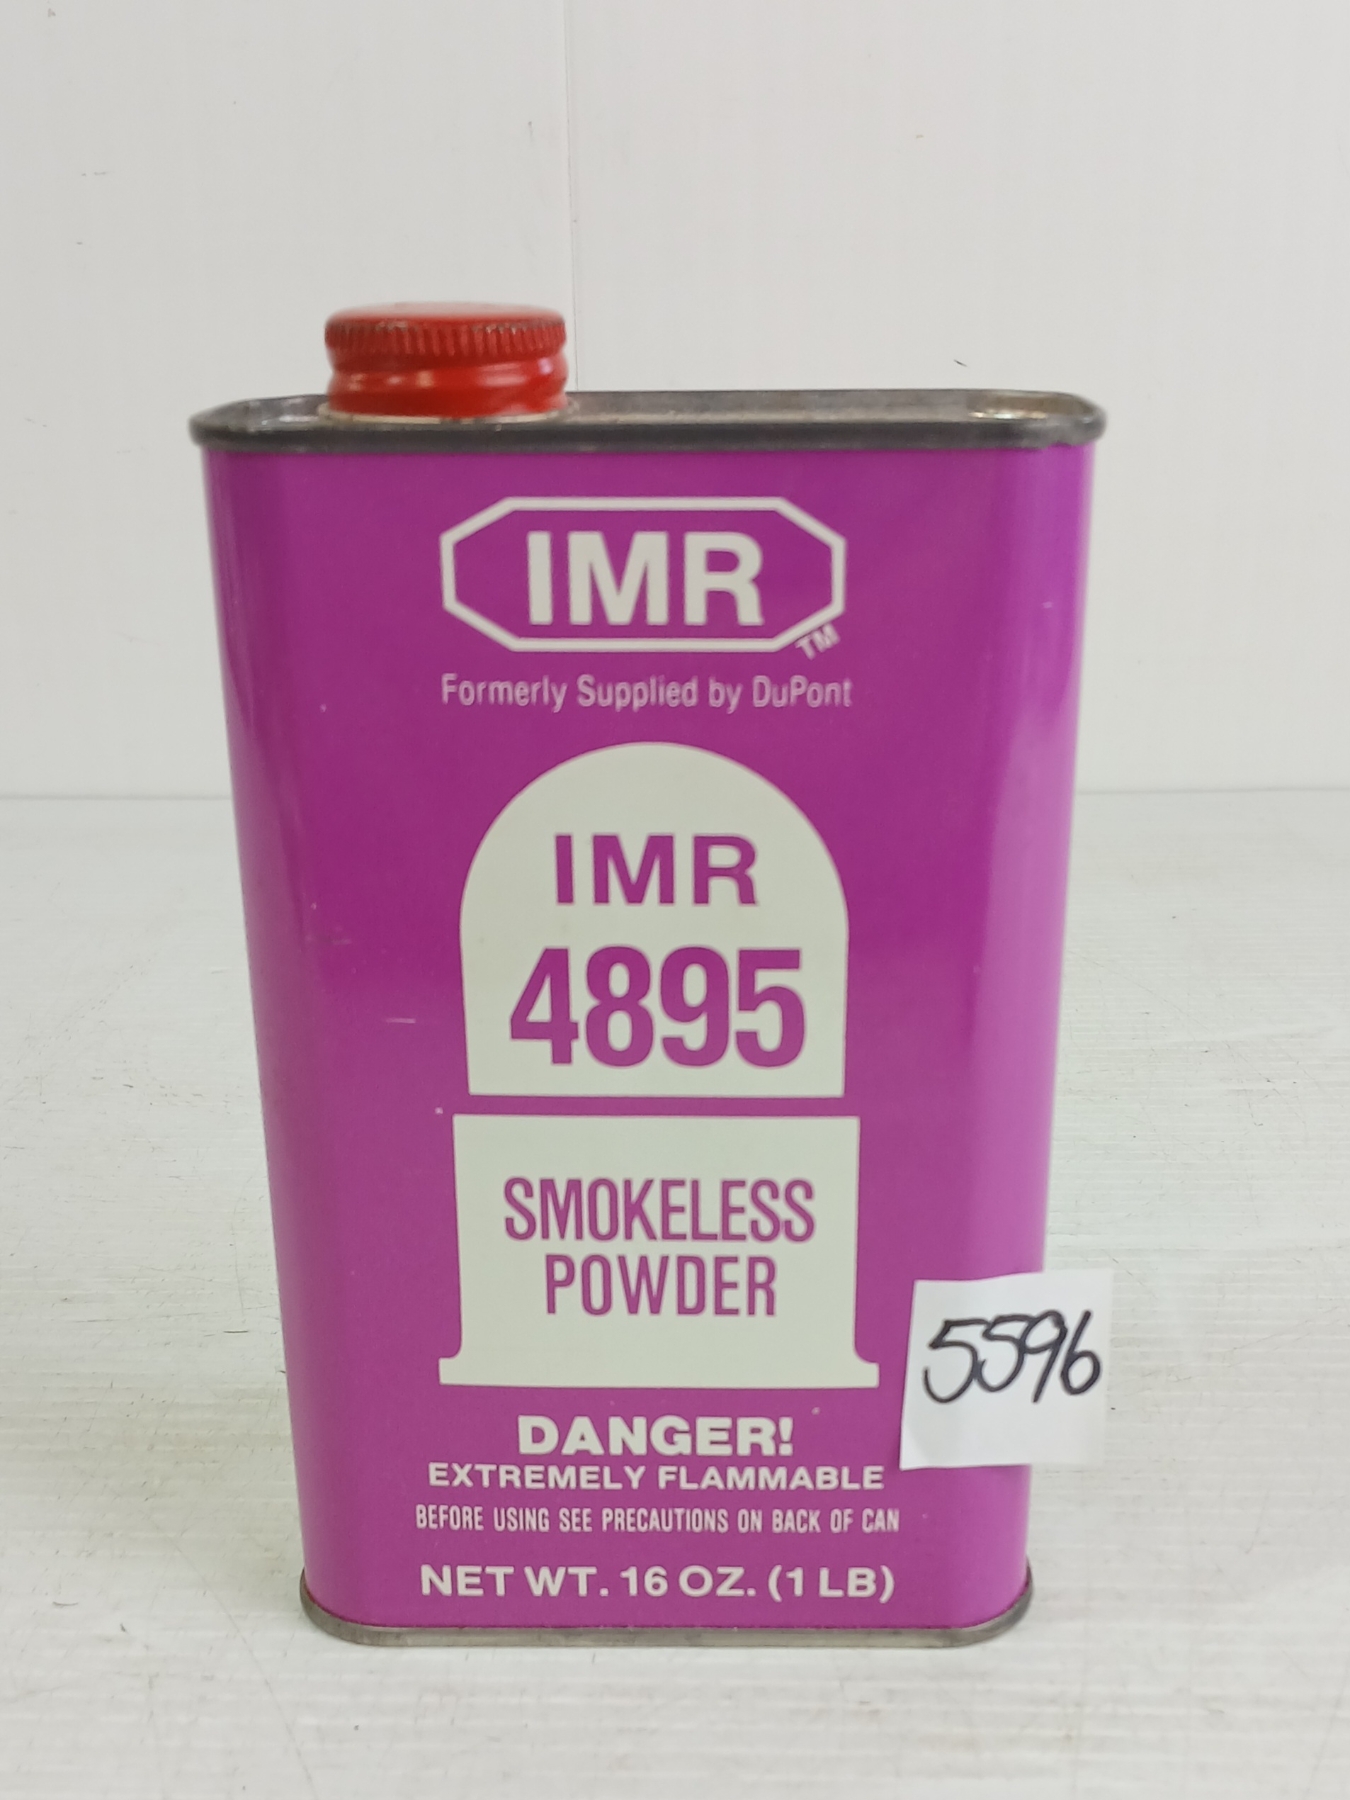 IMR
TM
Formerly Supplied by DuPont
IMR
4895
SMOKELESS
POWDER
5596
DANGER!
EXTREMELY FLAMMABLE
BEFORE USING SEE PRECAUTIONS ON BACK OF CAN
NET WT. 16 OZ. (1 LB)